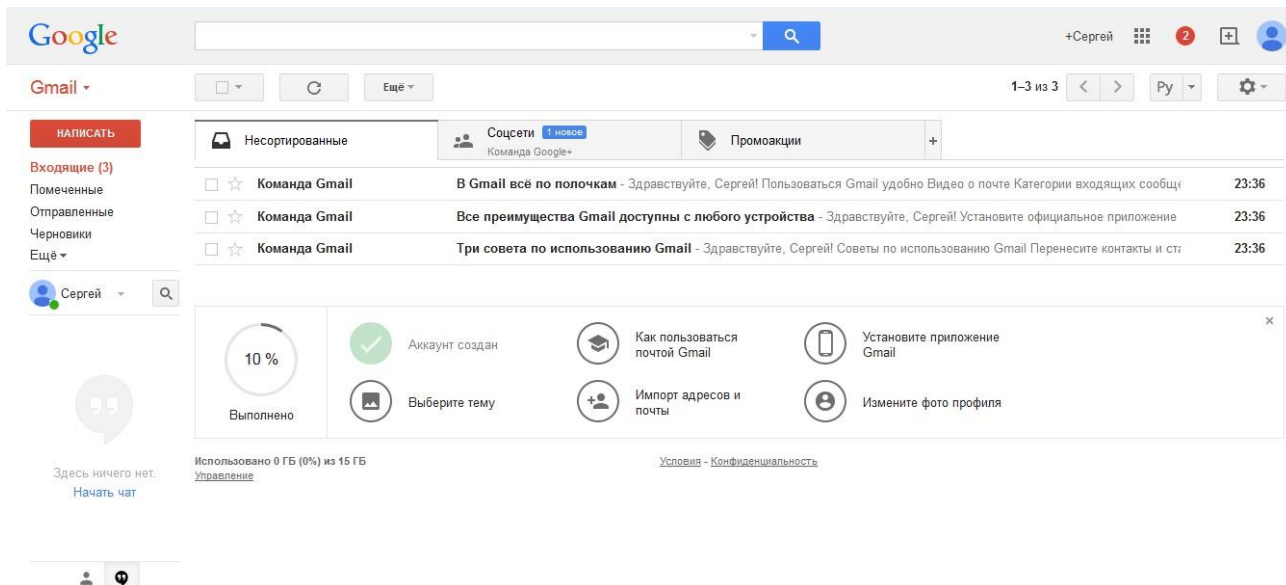 Google
+Сергей
2
Gmail
Ещё
1–3 из 3
Ру
НАПИСАТЬ
Входящие (3)
Помеченные
Отправленные
Черновики
Ещё
Сергей
Здесь ничего нет.
Начать чат
Несортированные
Соцсети 1 новое
Команда Google+
Промоакции
+
Команда Gmail В Gmail всё по полочкам - Здравствуйте, Сергей! Пользоваться Gmail удобно Видео о почте Категории входящих сообще 23:36
Команда Gmail Все преимущества Gmail доступны с любого устройства - Здравствуйте, Сергей! Установите официальное приложение 23:36
Команда Gmail Три совета по использованию Gmail - Здравствуйте, Сергей! Советы по использованию Gmail Перенесите контакты и ста 23:36
10 %
Выполнено
Аккаунт создан
Как пользоваться
почтой Gmail
Установите приложение
Gmail
Выберите тему
Импорт адресов и
почты
Измените фото профиля
Использовано 0 ГБ (0%) из 15 ГБ
Управление
Условия - Конфиденциальность